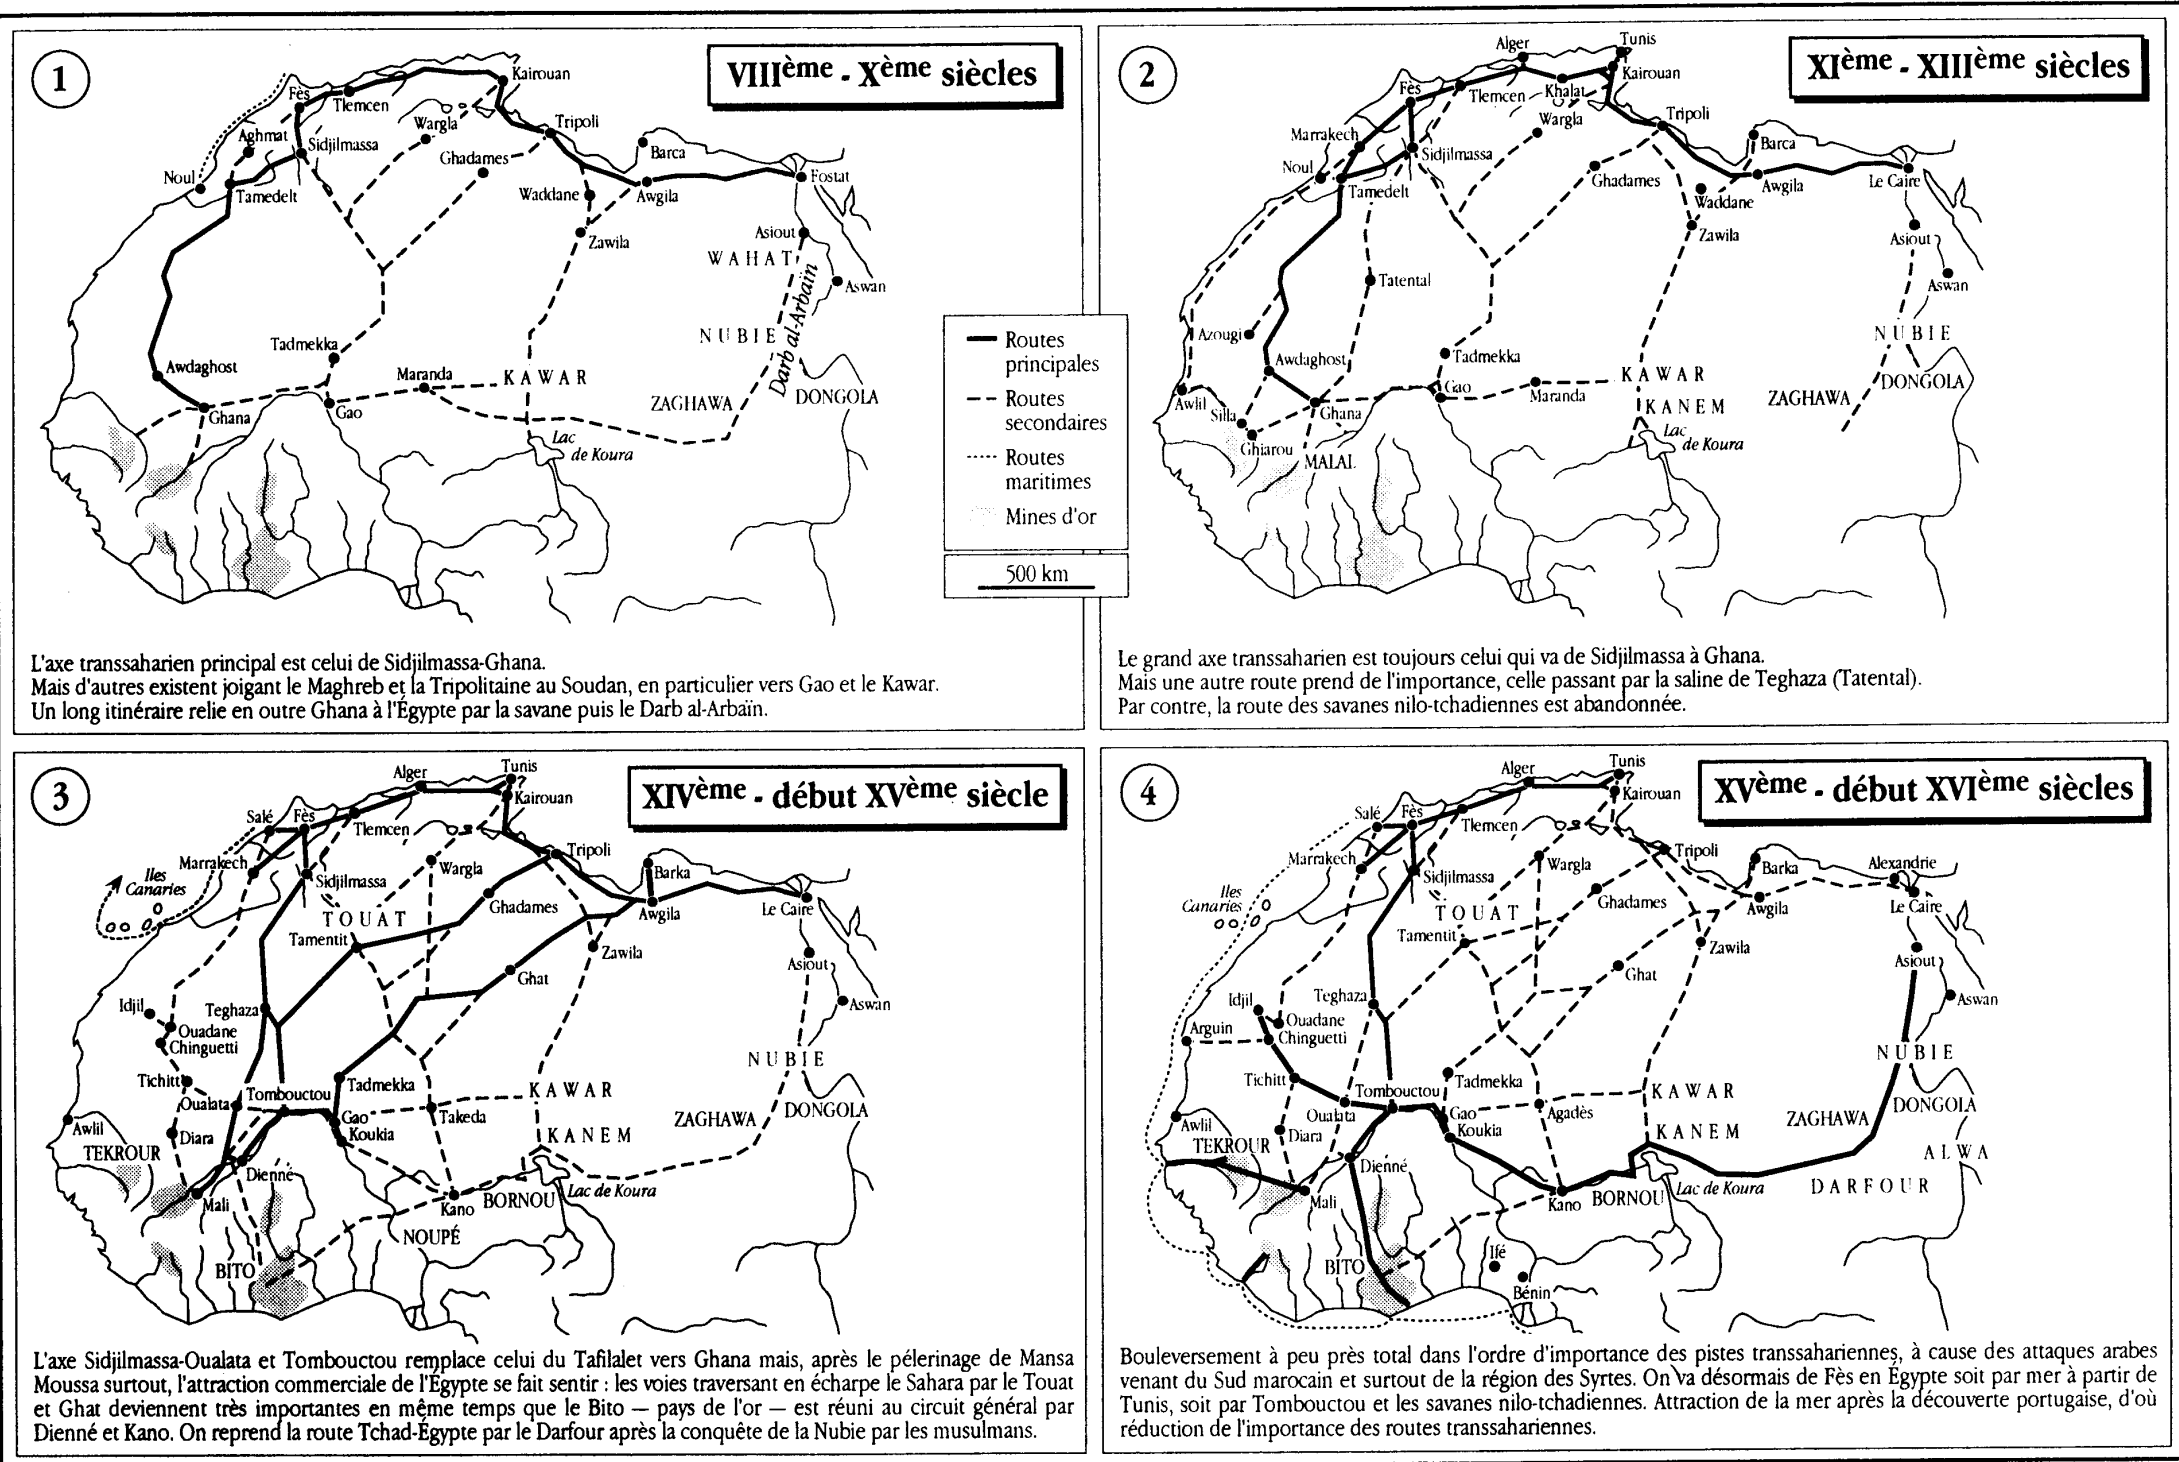 1
VIIIème - Xème siècles
Kairouan
Fès
Tlemcen
Wargla
Tripoli
Aghmat
Sidjilmassa
Ghadames
Barca
Noul
Tamedelt
Waddane
Awgila
Fostat
Zawila
Asiout
WAHAT
Darb al-Arbaïn
Aswan
NUBIE
Tadmekka
Awdaghost
Maranda
KAWAR
ZAGHAWA
DONGOLA
Ghana
Gao
Lac
de Koura
L'axe transsaharien principal est celui de Sidjilmassa-Ghana.
Mais d'autres existent joigant le Maghreb et la Tripolitaine au Soudan, en particulier vers Gao et le Kawar.
Un long itinéraire relie en outre Ghana à l'Égypte par la savane puis le Darb al-Arbaïn.
Routes
principales
Routes
secondaires
Routes
maritimes
Mines d'or
500 km
2
XIème - XIIIème siècles
Alger
Tunis
Kairouan
Fès
Tlemcen
Khalat
Wargla
Tripoli
Marrakech
Sidjilmassa
Barca
Noul
Tamedelt
Ghadames
Waddane
Awgila
Le Caire
Zawila
Asiout
Tatental
Aswan
Azougi
NUBIE
Awdaghost
Tadmekka
KAWAR
DONGOLA
Awlil
Silla
Ghana
Gao
Maranda
KANEM
ZAGHAWA
Ghiarou
MALAL
Lac
de Koura
Le grand axe transsaharien est toujours celui qui va de Sidjilmassa à Ghana.
Mais une autre route prend de l'importance, celle passant par la saline de Teghaza (Tatental).
Par contre, la route des savanes nilo-tchadiennes est abandonnée.
3
XIVème - début XVème siècle
Alger
Tunis
Kairouan
Salé
Fès
Tlemcen
Tripoli
Marrakech
Wargla
Barka
Iles
Canaries
Sidjilmassa
TOUAT
Ghadames
Awgila
Le Caire
Tamentit
Zawila
Asiout
Ghat
Idjil
Teghaza
Aswan
Ouadane
Chinguetti
NUBIE
Tichitt
Tombouctou
Tadmekka
KAWAR
Oualata
Gao
Takeda
ZAGHAWA
DONGOLA
Awlil
Diara
Koukia
KANEM
TEKROUR
Dienné
Mali
Kano
BORNOU
Lac de Koura
NOUPÉ
BITO
L'axe Sidjilmassa-Oualata et Tombouctou remplace celui du Tafilalet vers Ghana mais, après le pélerinage de Mansa
Moussa surtout, l'attraction commerciale de l'Égypte se fait sentir : les voies traversant en écharpe le Sahara par le Touat
et Ghat deviennent très importantes en même temps que le Bito — pays de l'or — est réuni au circuit général par
Dienné et Kano. On reprend la route Tchad-Égypte par le Darfour après la conquête de la Nubie par les musulmans.
4
XVème - début XVIème siècles
Alger
Tunis
Kairouan
Salé
Fès
Tlemcen
Tripoli
Marrakech
Wargla
Barka
Alexandrie
Sidjilmassa
Iles
Canaries
TOUAT
Ghadames
Awgila
Le Caire
Tamentit
Zawila
Asiout
Ghat
Idjil
Teghaza
Aswan
Arguin
Ouadane
Chinguetti
NUBIE
Tichitt
Tombouctou
Tadmekka
KAWAR
Oualata
Gao
Agadès
ZAGHAWA
DONGOLA
Awlil
Diara
Koukia
KANEM
TEKROUR
ALWA
Dienné
Mali
Kano
BORNOU
Lac de Koura
DARFOUR
Ifé
BITO
Bénin
Bouleversement à peu près total dans l'ordre d'importance des pistes transsahariennes, à cause des attaques arabes
venant du Sud marocain et surtout de la région des Syrtes. On va désormais de Fès en Égypte soit par mer à partir de
Tunis, soit par Tombouctou et les savanes nilo-tchadiennes. Attraction de la mer après la découverte portugaise, d'où
réduction de l'importance des routes transsahariennes.